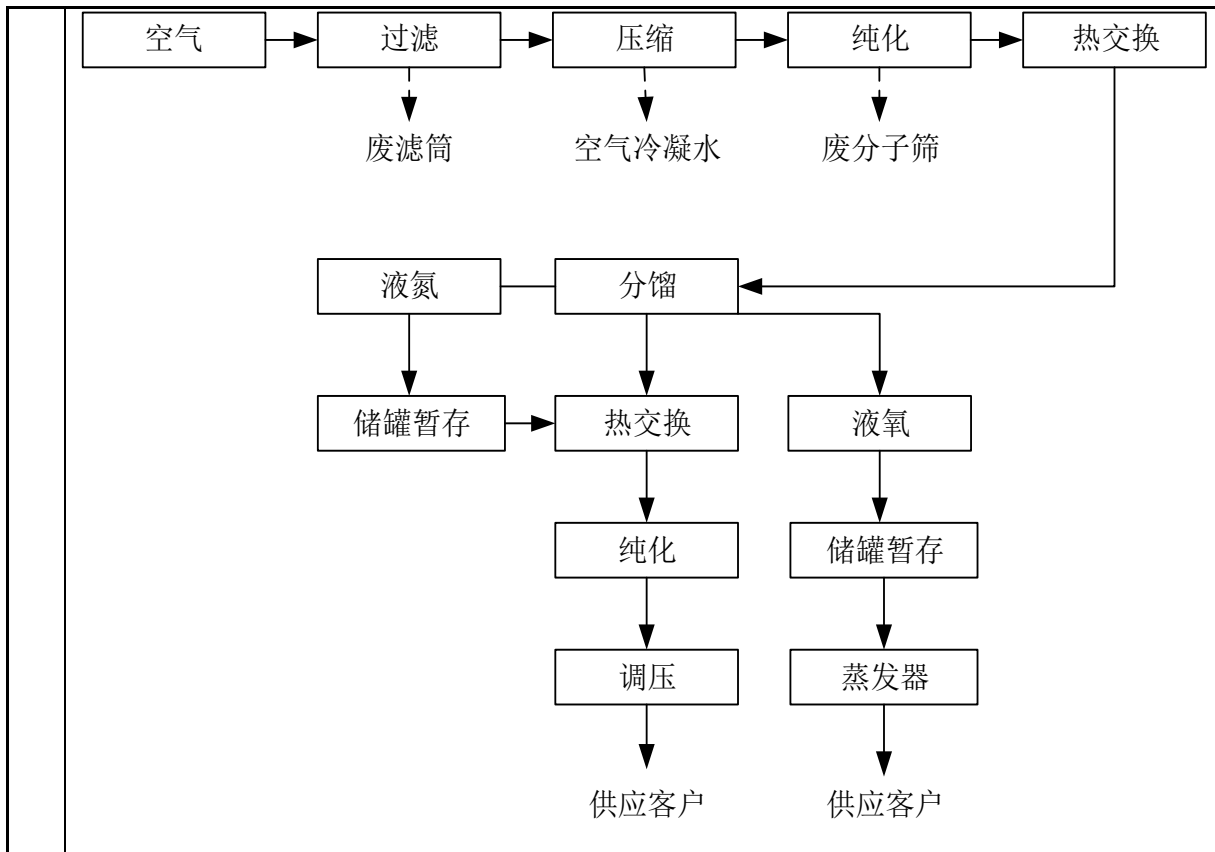 空气 过滤 压缩 纯化 热交换
废滤筒 空气冷凝水 废分子筛
液氮 分馏
储罐暂存 热交换 液氧
纯化 储罐暂存
调压 蒸发器
供应客户 供应客户